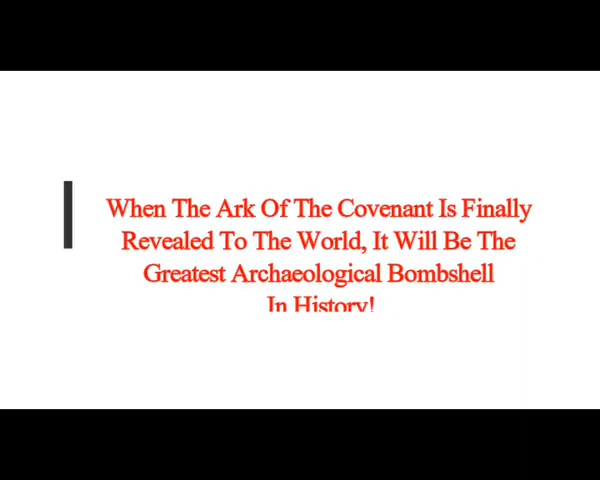 When The Ark Of The Covenant Is Finally
Revealed To The World, It Will Be The
Greatest Archaeological Bombshell
In History!